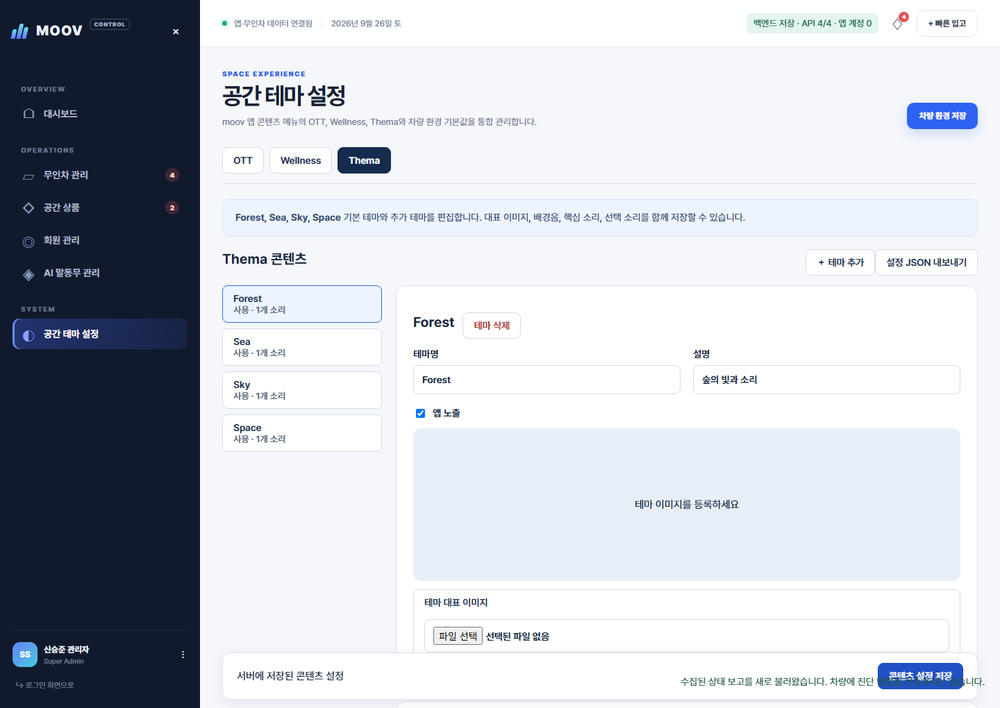 MOOV CONTROL
×
OVERVIEW
대시보드
OPERATIONS
무인차 관리 4
공간 상품 2
회원 관리
AI 말동무 관리
SYSTEM
공간 테마 설정
SS
신승준 관리자
Super Admin
로그인 화면으로
앱·무인차 데이터 연결됨
2026년 9월 26일 토
백엔드 저장 · API 4/4 · 앱 계정 0
4
+ 빠른 입고
SPACE EXPERIENCE
공간 테마 설정
moov 앱 콘텐츠 메뉴의 OTT, Wellness, Thema와 차량 환경 기본값을 통합 관리합니다.
차량 환경 저장
OTT
Wellness
Thema
Forest, Sea, Sky, Space 기본 테마와 추가 테마를 편집합니다. 대표 이미지, 배경음, 핵심 소리, 선택 소리를 함께 저장할 수 있습니다.
Thema 콘텐츠
+ 테마 추가
설정 JSON 내보내기
Forest
사용 · 1개 소리
Sea
사용 · 1개 소리
Sky
사용 · 1개 소리
Space
사용 · 1개 소리
Forest
테마 삭제
테마명
Forest
설명
숲의 빛과 소리
앱 노출
테마 이미지를 등록하세요
테마 대표 이미지
파일 선택 선택된 파일 없음
서버에 저장된 콘텐츠 설정
콘텐츠 설정 저장
수집된 상태 보고를 새로 불러왔습니다. 차량에 진단